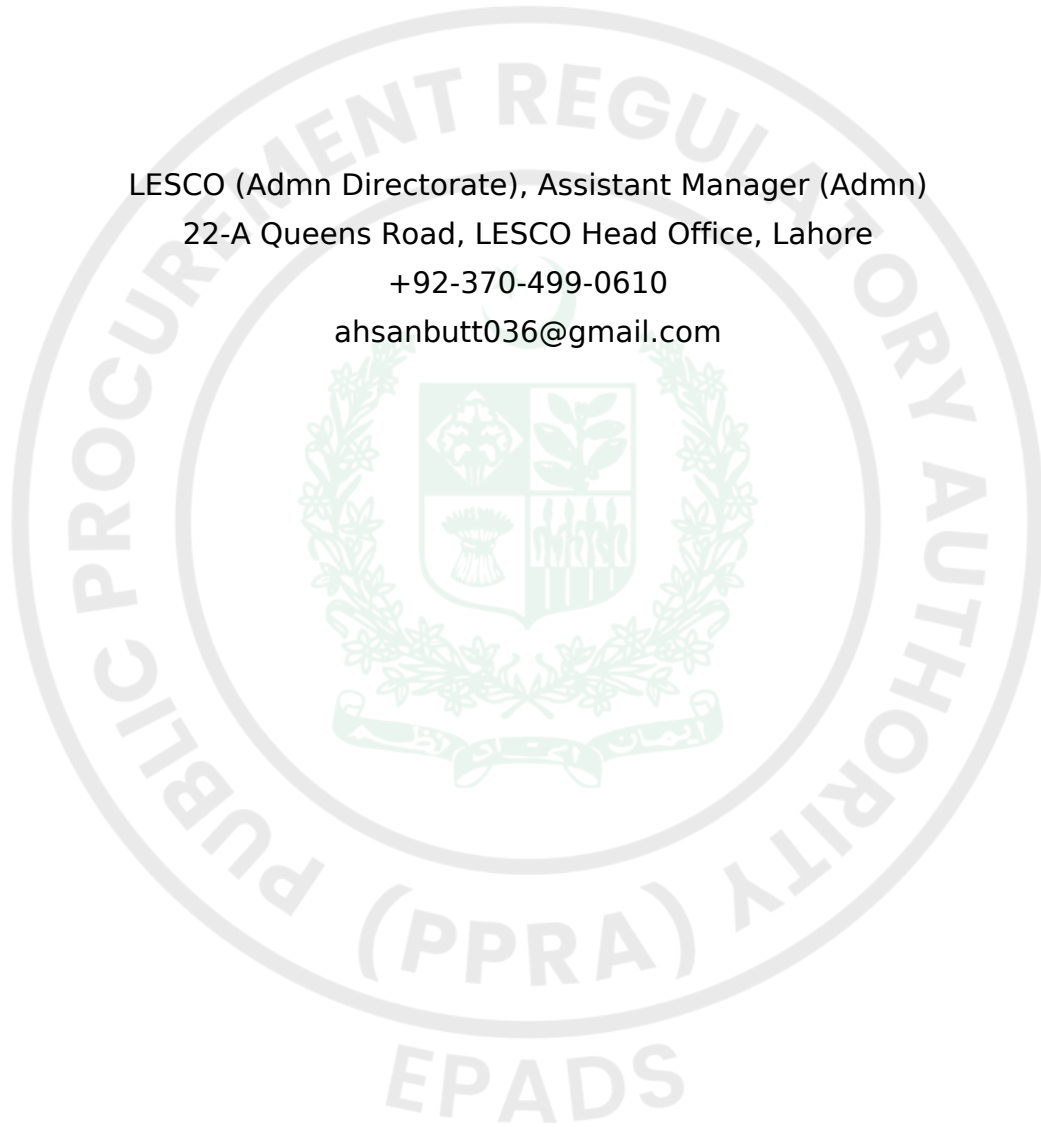 LESCO (Admn Directorate), Assistant Manager (Admn)
22-A Queens Road, LESCO Head Office, Lahore
+92-370-499-0610
ahsanbutt036@gmail.com
PUBLIC PROCUREMENT REGULATORY AUTHORITY
(PPRA)
EPADS